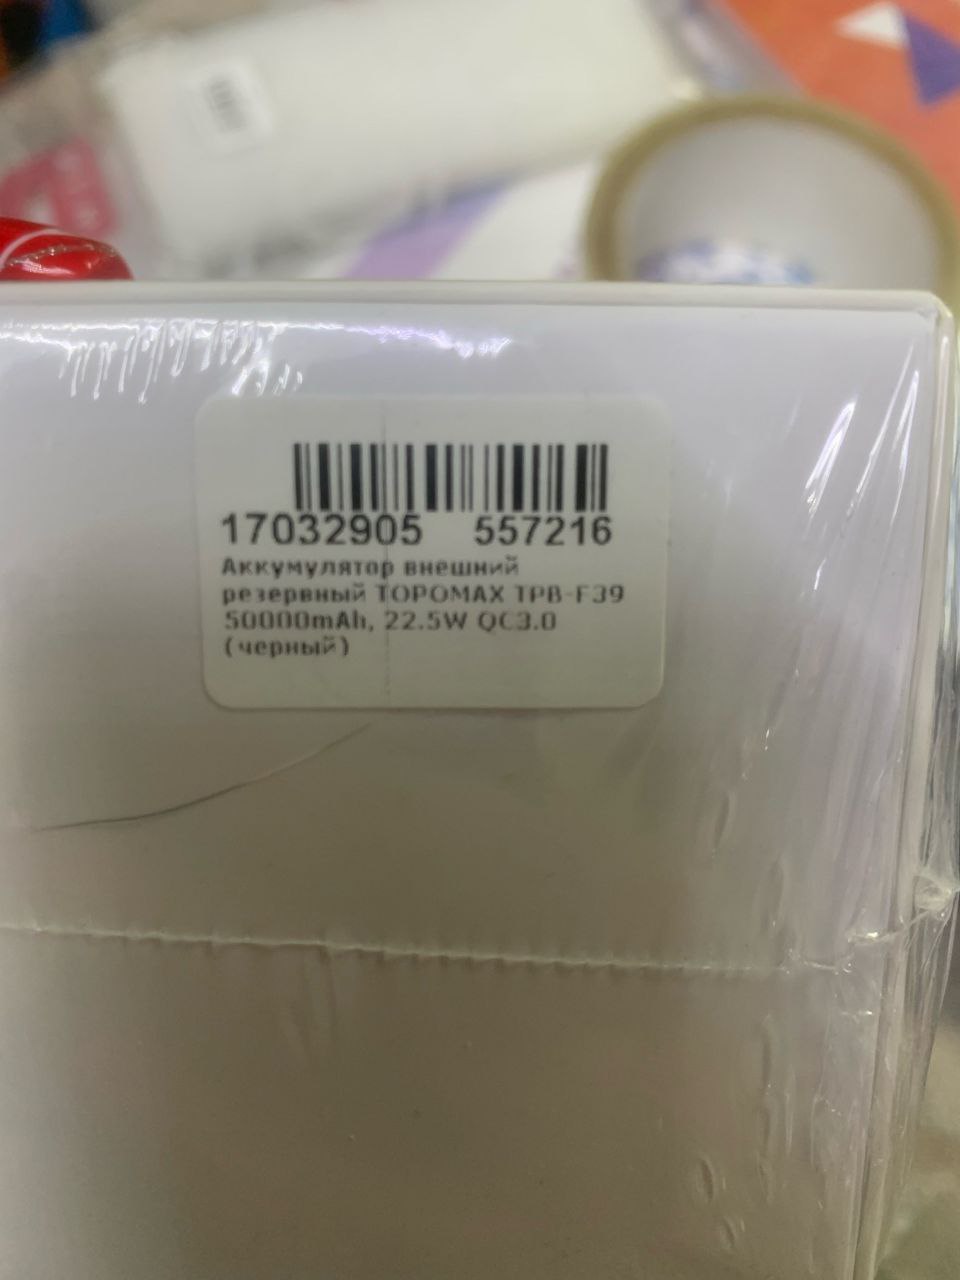 17032905 557216
Аккумулятор внешний
резервный TOPOMAX TPB-F39
50000mAh, 22.5W QC3.0
(черный)